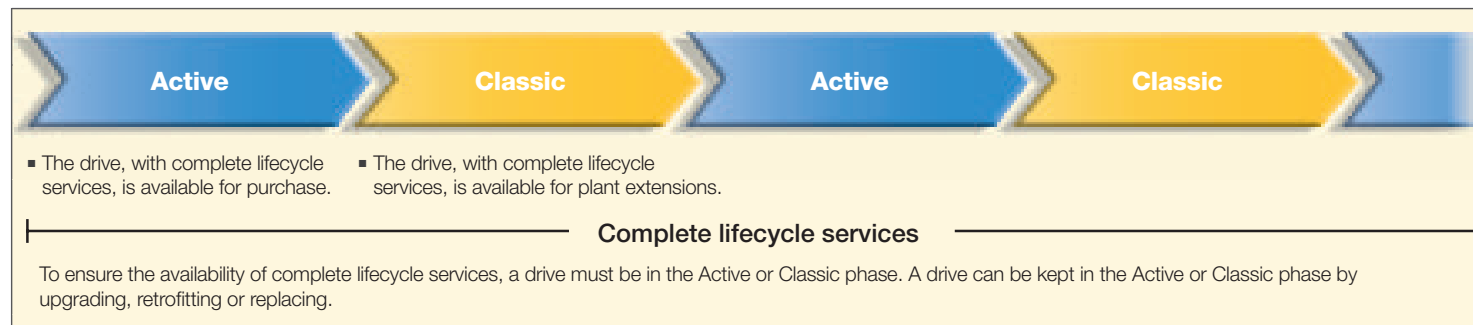 Active
Classic
Active
Classic
▪ The drive, with complete lifecycle
services, is available for purchase.
▪ The drive, with complete lifecycle
services, is available for plant extensions.
Complete lifecycle services
To ensure the availability of complete lifecycle services, a drive must be in the Active or Classic phase. A drive can be kept in the Active or Classic phase by
upgrading, retrofitting or replacing.